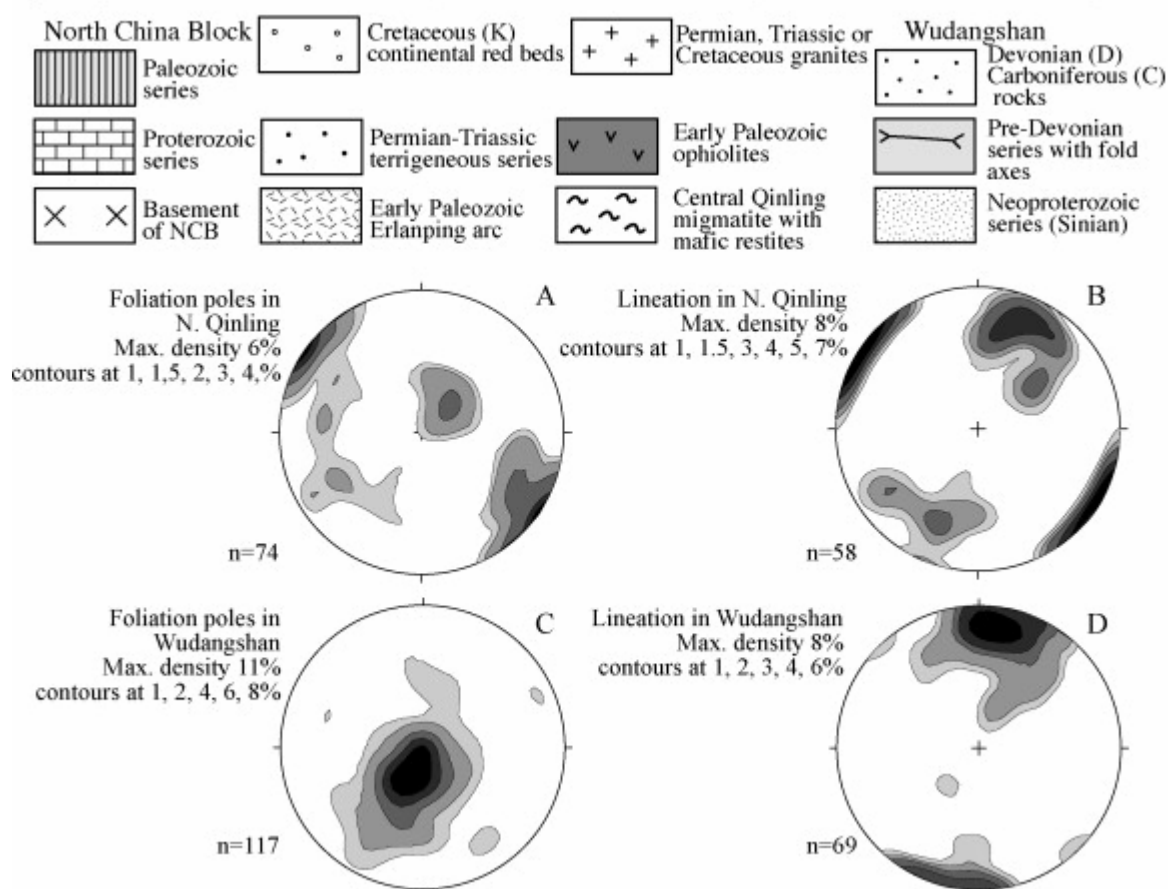 North China Block
Paleozoic
series
Proterozoic
series
Basement
of NCB
Cretaceous (K)
continental red beds
Permian-Triassic
terrigeneous series
Early Paleozoic
Erlanping arc
Permian, Triassic or
Cretaceous granites
Early Paleozoic
ophiolites
Central Qinling
migmatite with
mafic restites
Wudangshan
Devonian (D)
Carboniferous (C)
rocks
Pre-Devonian
series with fold
axes
Neoproterozoic
series (Sinian)
Foliation poles in
N. Qinling
Max. density 6%
contours at 1, 1,5, 2, 3, 4,%
A
n=74
Lineation in N. Qinling
Max. density 8%
contours at 1, 1.5, 3, 4, 5, 7%
B
n=58
Foliation poles in
Wudangshan
Max. density 11%
contours at 1, 2, 4, 6, 8%
C
n=117
Lineation in Wudangshan
Max. density 8%
contours at 1, 2, 3, 4, 6%
D
n=69